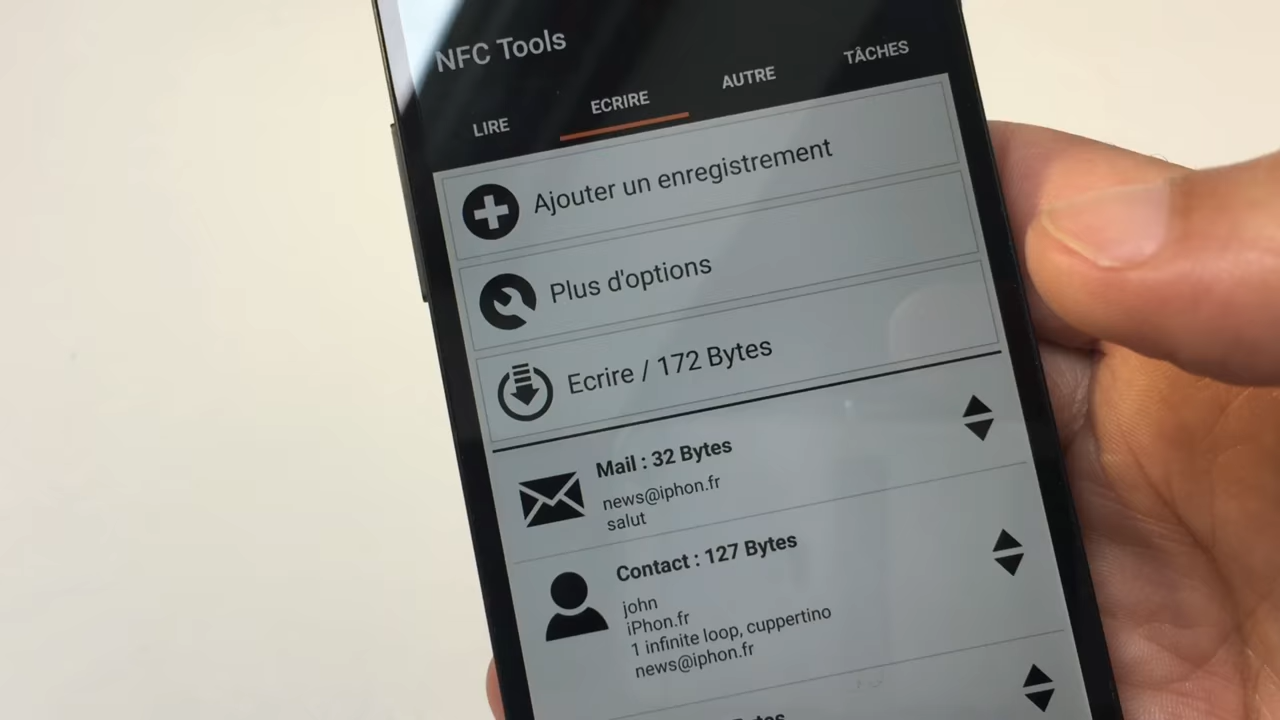 NFC Tools
LIRE
ECRIRE
AUTRE
TÂCHES
Ajouter un enregistrement
Plus d'options
Ecrire / 172 Bytes
Mail : 32 Bytes
news@iphon.fr
salut
Contact : 127 Bytes
john
iPhon.fr
1 infinite loop, cuppertino
news@iphon.fr